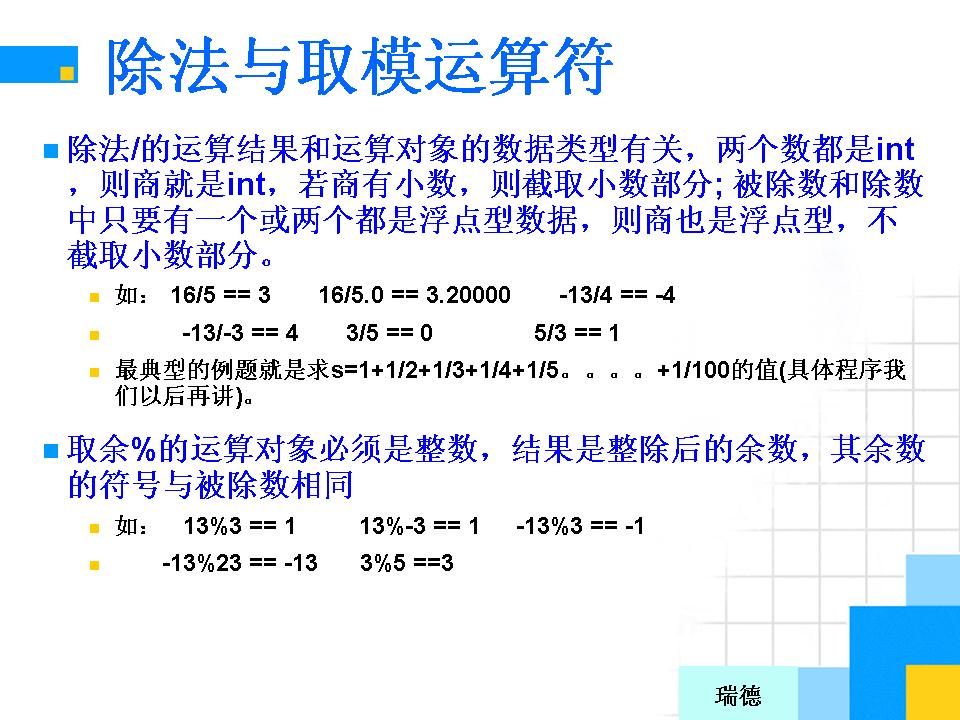 除法与取模运算符
除法/的运算结果和运算对象的数据类型有关，两个数都是int
，则商就是int，若商有小数，则截取小数部分; 被除数和除数
中只要有一个或两个都是浮点型数据，则商也是浮点型，不
截取小数部分。
如： 16/5 == 3 16/5.0 == 3.20000 -13/4 == -4
-13/-3 == 4 3/5 == 0 5/3 == 1
最典型的例题就是求s=1+1/2+1/3+1/4+1/5。。。。+1/100的值(具体程序我
们以后再讲)。
取余%的运算对象必须是整数，结果是整除后的余数，其余数
的符号与被除数相同
如： 13%3 == 1 13%-3 == 1 -13%3 == -1
-13%23 == -13 3%5 ==3
瑞德